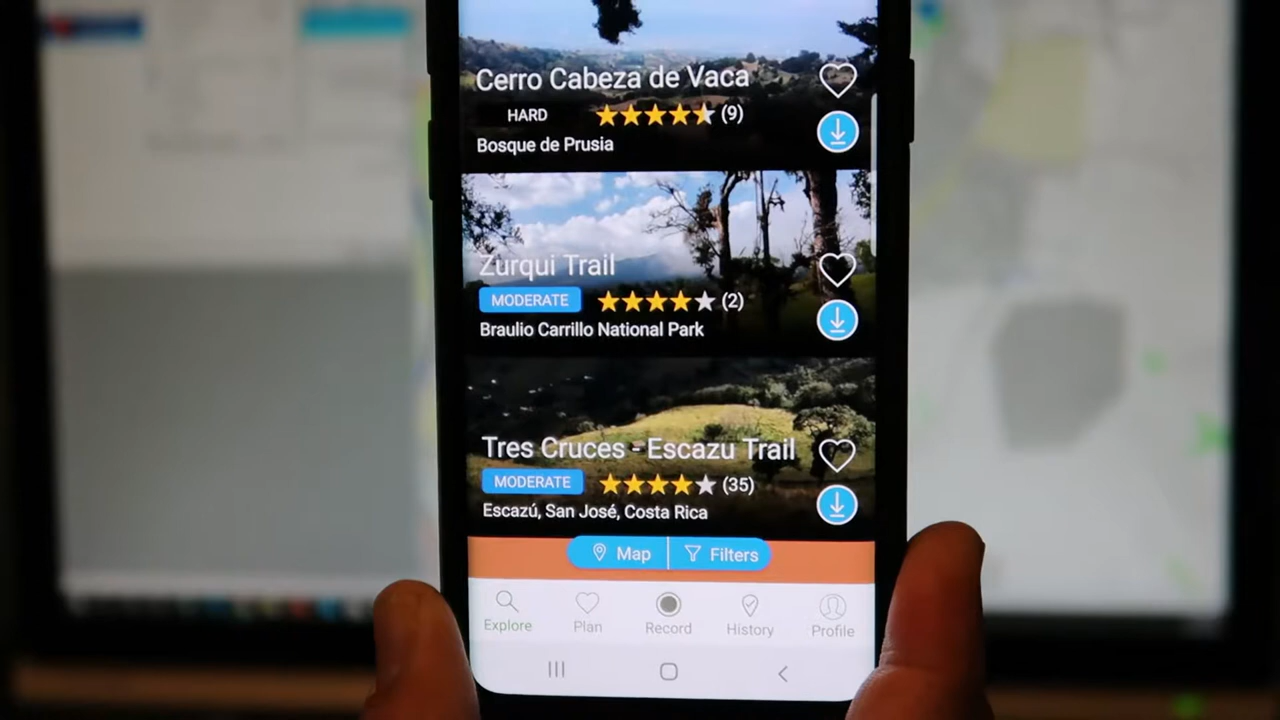 Cerro Cabeza de Vaca
HARD (9)
Bosque de Prusia
Zurqui Trail
MODERATE (2)
Braulio Carrillo National Park
Tres Cruces - Escazu Trail
MODERATE (35)
Escazú, San José, Costa Rica
Map Filters
Explore Plan Record History Profile